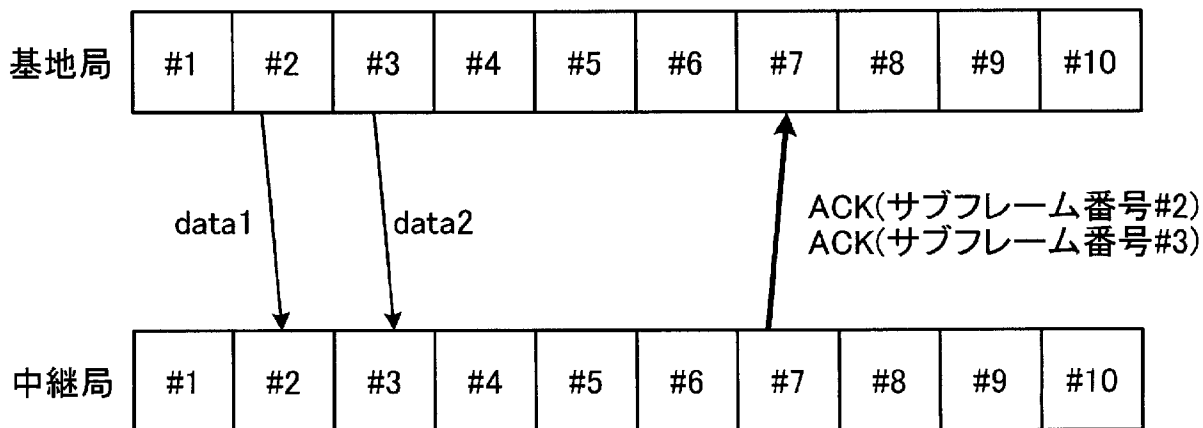 基地局 #1 #2 #3 #4 #5 #6 #7 #8 #9 #10
data1 data2
ACK(サブフレーム番号#2)
ACK(サブフレーム番号#3)
中継局 #1 #2 #3 #4 #5 #6 #7 #8 #9 #10